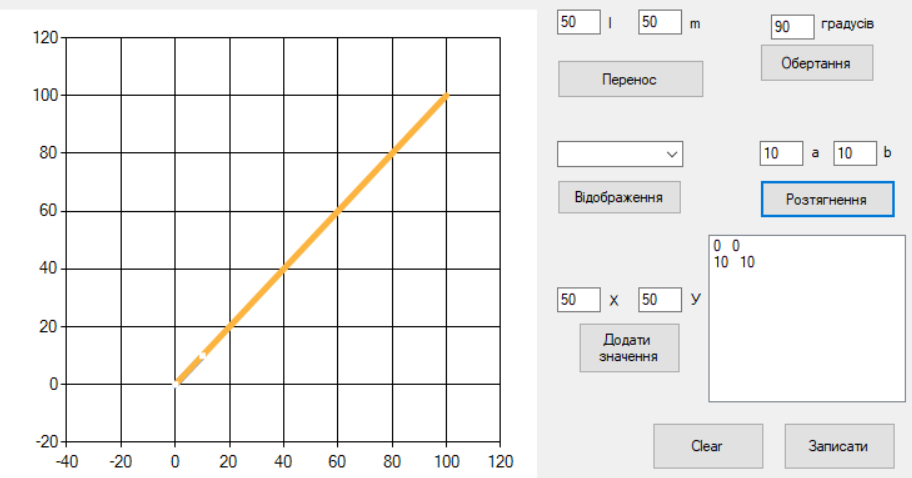 120
100
80
60
40
20
0
-20
-40 -20 0 20 40 60 80 100 120
50 l 50 m
90 градусів
Перенос
Обертання
10 a 10 b
Відображення
Розтягнення
0 0
10 10
50 X 50 У
Додати
значення
Clear
Записати